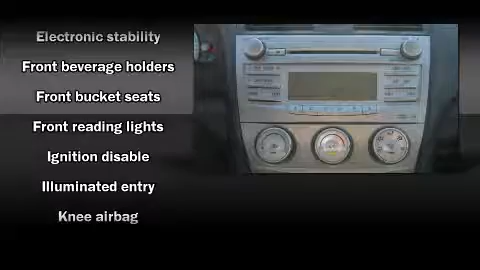 Electronic stability
Front beverage holders
Front bucket seats
Front reading lights
Ignition disable
Illuminated entry
Knee airbag